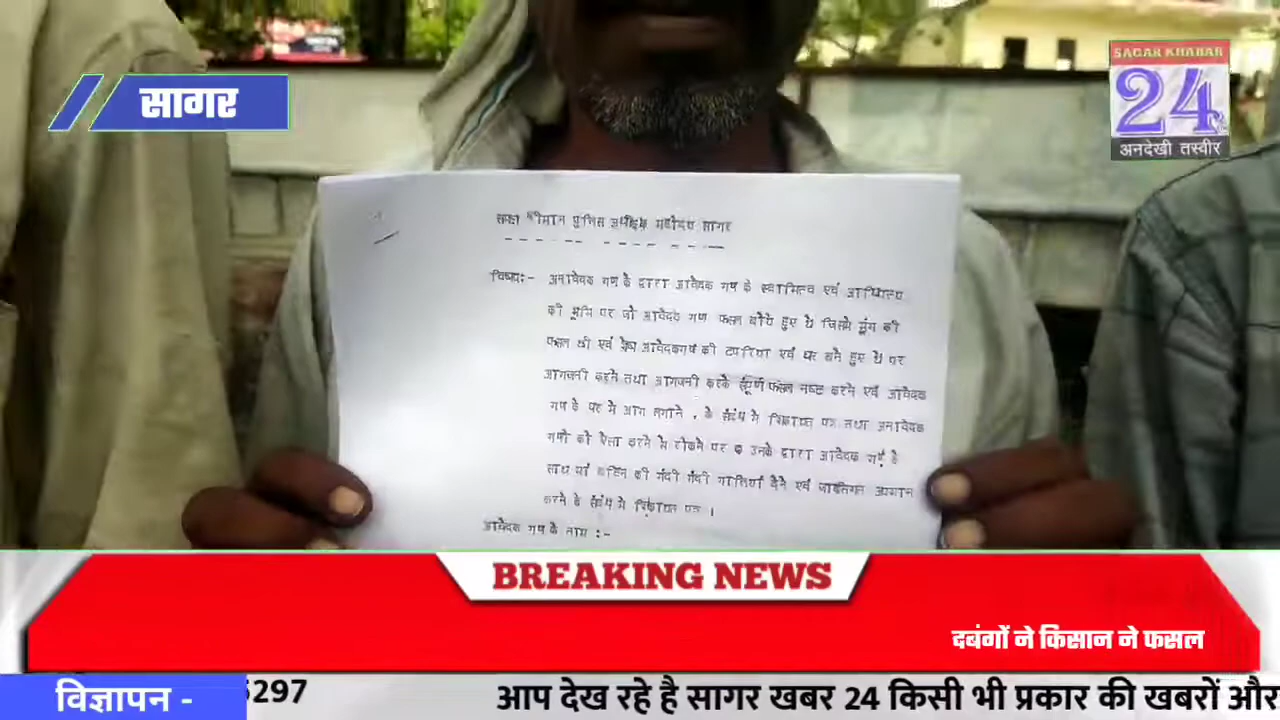 सागर
SAGAR KHABAR
24
अनदेखी तस्वीर
समक्ष श्रीमान पुलिस अधीक्षक महोदय सागर
विषय:- अनावेदक गण के द्वारा आवेदक गण के स्वामित्व एवं आधिपत्य
की भूमि पर जो आवेदक गण फसल बोये हुए थे जिसमे मूंग की
फसल थी एवं आवेदकगण की टपरिया एवं घर बने हुए थे पर
आगजनी करने तथा आगजनी करके संपूर्ण फसल नष्ट करने एवं आवेदक
गण के घर मे आग लगाने , के संबंध मे शिकायत पत्र तथा अनावेदक
गणो को ऐसा करने से रोकने पर उनके द्वारा आवेदक गण के
साथ मां बहिन की गंदी गंदी गालियां देने एवं जातिगत अपमान
करने के संबंध मे शिकायत पत्र ।
आवेदक गण के नाम :-
BREAKING NEWS
दबंगों ने किसान ने फसल
विज्ञापन - 5297 आप देख रहे है सागर खबर 24 किसी भी प्रकार की खबरों और